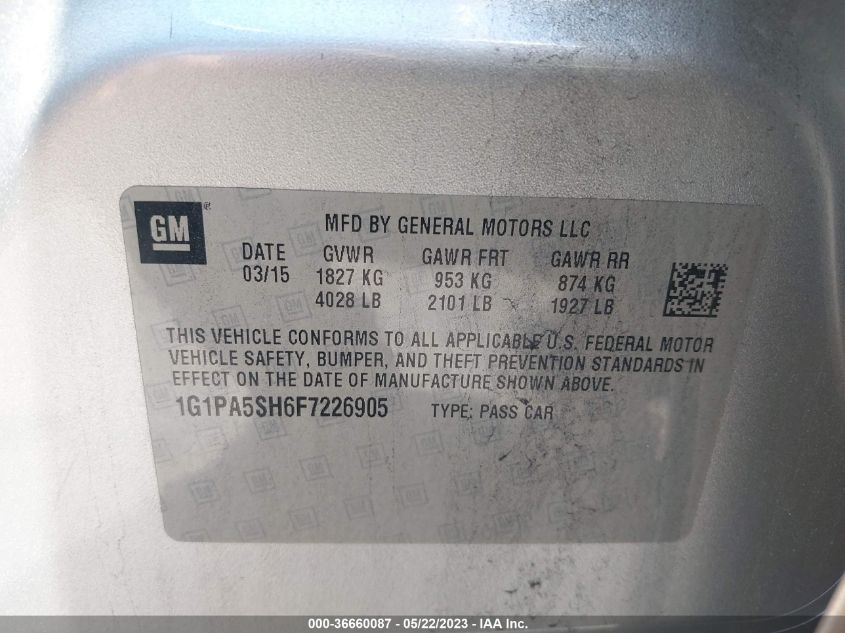 GM
MFD BY GENERAL MOTORS LLC
DATE GVWR GAWR FRT GAWR RR
03/15 1827 KG 953 KG 874 KG
4028 LB 2101 LB 1927 LB
THIS VEHICLE CONFORMS TO ALL APPLICABLE U.S. FEDERAL MOTOR
VEHICLE SAFETY, BUMPER, AND THEFT PREVENTION STANDARDS IN
EFFECT ON THE DATE OF MANUFACTURE SHOWN ABOVE.
1G1PA5SH6F7226905 TYPE: PASS CAR
000-36660087 - 05/22/2023 - IAA Inc.